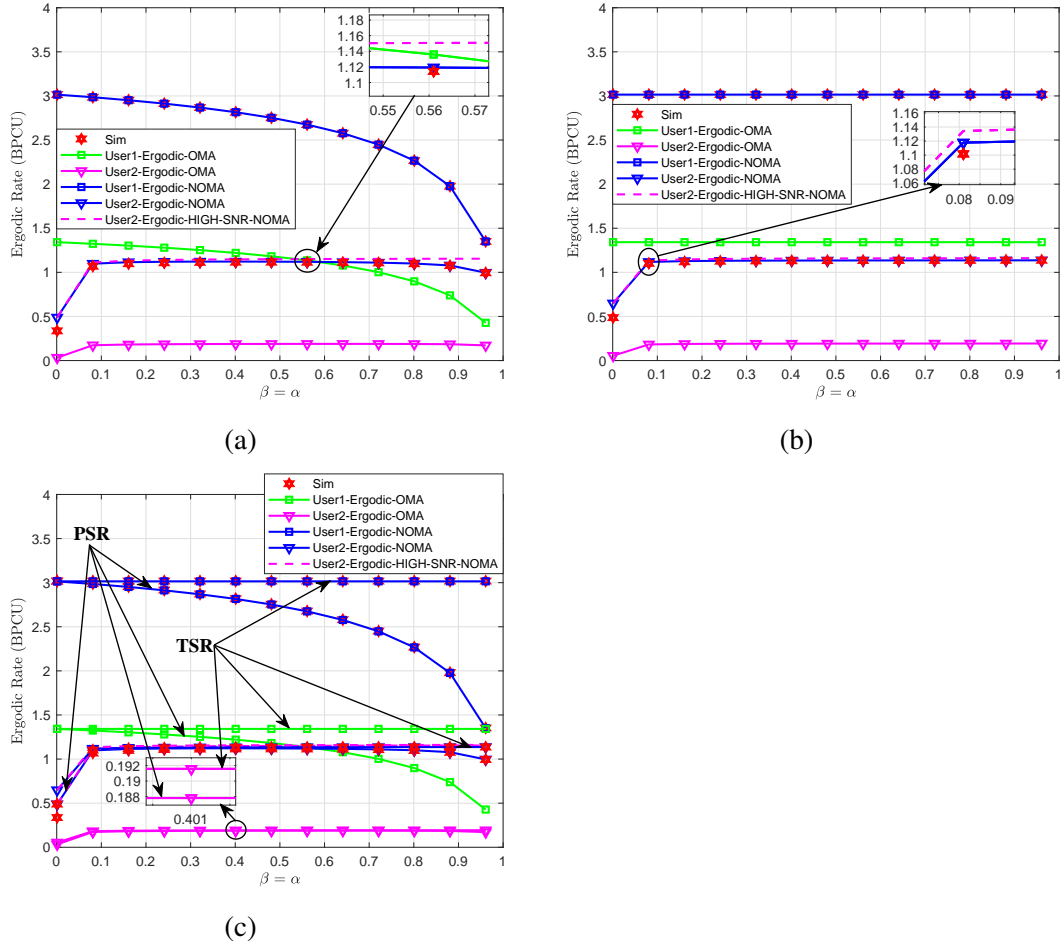 1.18
1.16
1.14
1.12
1.1
0.55
0.56
0.57
4
3.5
3
2.5
2
1.5
1
0.5
0
Ergodic Rate (BPCU)
Sim
User1-Ergodic-OMA
User2-Ergodic-OMA
User1-Ergodic-NOMA
User2-Ergodic-NOMA
User2-Ergodic-HIGH-SNR-NOMA
0 0.1 0.2 0.3 0.4 0.5 0.6 0.7 0.8 0.9 1
β = α
(a)
4
3.5
3
2.5
2
1.5
1
0.5
0
Ergodic Rate (BPCU)
Sim
User1-Ergodic-OMA
User2-Ergodic-OMA
User1-Ergodic-NOMA
User2-Ergodic-NOMA
User2-Ergodic-HIGH-SNR-NOMA
1.16
1.14
1.12
1.1
1.08
1.06
0.08 0.09
0 0.1 0.2 0.3 0.4 0.5 0.6 0.7 0.8 0.9 1
β = α
(b)
Sim
User1-Ergodic-OMA
User2-Ergodic-OMA
User1-Ergodic-NOMA
User2-Ergodic-NOMA
User2-Ergodic-HIGH-SNR-NOMA
4
3.5
3
2.5
2
1.5
1
0.5
0
Ergodic Rate (BPCU)
PSR
TSR
0.192
0.19
0.188
0.401
0 0.1 0.2 0.3 0.4 0.5 0.6 0.7 0.8 0.9 1
β = α
(c)